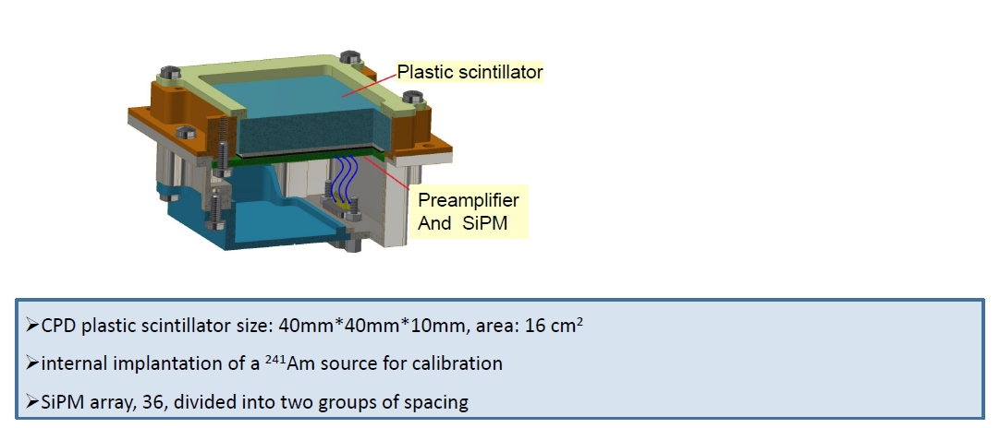 Plastic scintillator
Preamplifier
And SiPM
➢CPD plastic scintillator size: 40mm*40mm*10mm, area: 16 cm²
➢internal implantation of a ²⁴¹Am source for calibration
➢SiPM array, 36, divided into two groups of spacing